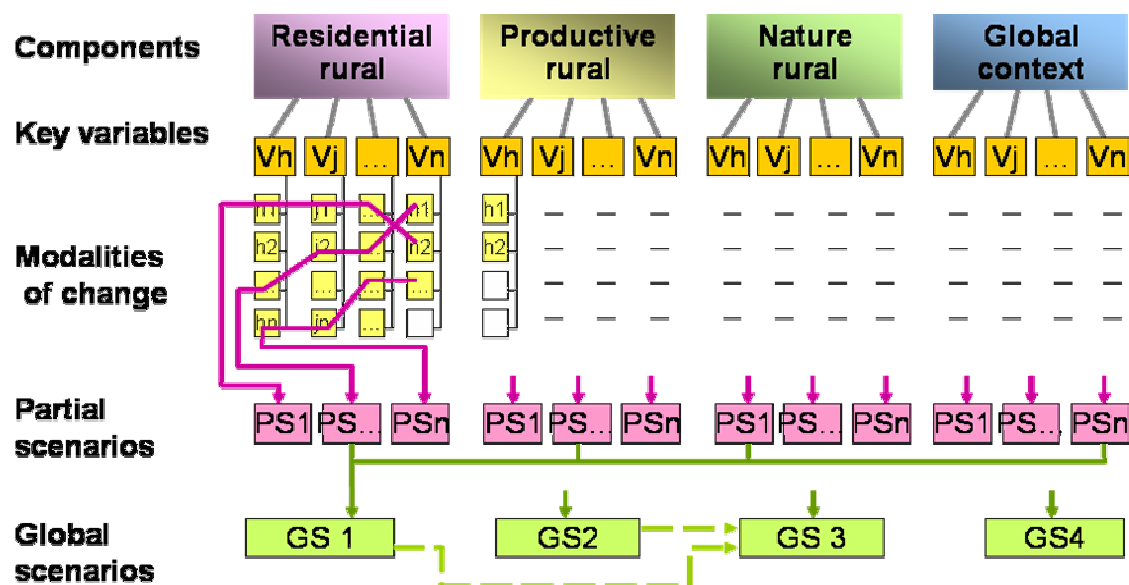 Components
Residential
rural
Productive
rural
Nature
rural
Global
context
Key variables
Vh Vj ... Vn Vh Vj ... Vn Vh Vj ... Vn Vh Vj ... Vn
Modalities
of change
h1 j1 ... n1 h1
h2 j2 ... n2 h2
... ... ... ...
hn jn ...
Partial
scenarios
PS1 PS... PSn PS1 PS... PSn PS1 PS... PSn PS1 PS... PSn
Global
scenarios
GS 1 GS2 GS 3 GS4